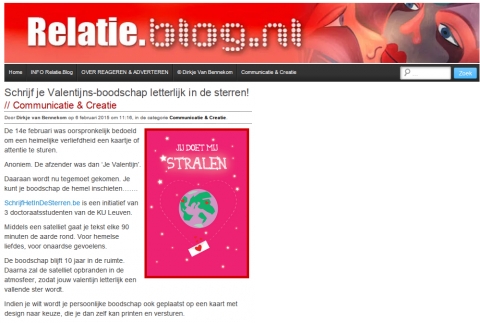 Relatie.blog.nl
Home INFO Relatie.Blog OVER REAGEREN & ADVERTEREN © Dirkje Van Bennekom Communicatie & Creatie Zoek
Schrijf je Valentijns-boodschap letterlijk in de sterren!
// Communicatie & Creatie
Door Dirkje van Bennekom op 8 februari 2015 om 11:18, in de categorie Communicatie & Creatie.
De 14e februari was oorspronkelijk bedoeld
om een heimelijke verliefdheid een kaartje of
attentie te sturen.
Anoniem. De afzender was dan 'Je Valentijn'.
Daaraan wordt nu tegemoet gekomen. Je
kunt je boodschap de hemel inschieten…….
SchrijfHetInDeSterren.be is een initiatief van
3 doctoraatsstudenten van de KU Leuven.
Middels een satelliet gaat je tekst elke 90
minuten de aarde rond. Voor hemelse
liefdes, voor onaardse gevoelens.
De boodschap blijft 10 jaar in de ruimte.
Daarna zal de satelliet opbranden in de
atmosfeer, zodat jouw valentijn letterlijk een
vallende ster wordt.
JIJ DOET MIJ
STRALEN
Indien je wilt wordt je persoonlijke boodschap ook geplaatst op een kaart met
design naar keuze, die je dan zelf kan printen en versturen.